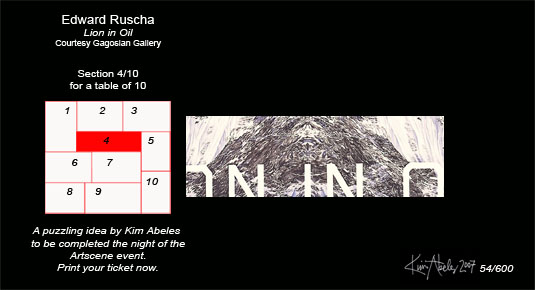 Edward Ruscha
Lion in Oil
Courtesy Gagosian Gallery
Section 4/10
for a table of 10
1 2 3
4 5
6 7
8 9 10
ON IN O
A puzzling idea by Kim Abeles
to be completed the night of the
Artscene event.
Print your ticket now.
Kim Abeles 2007 54/600